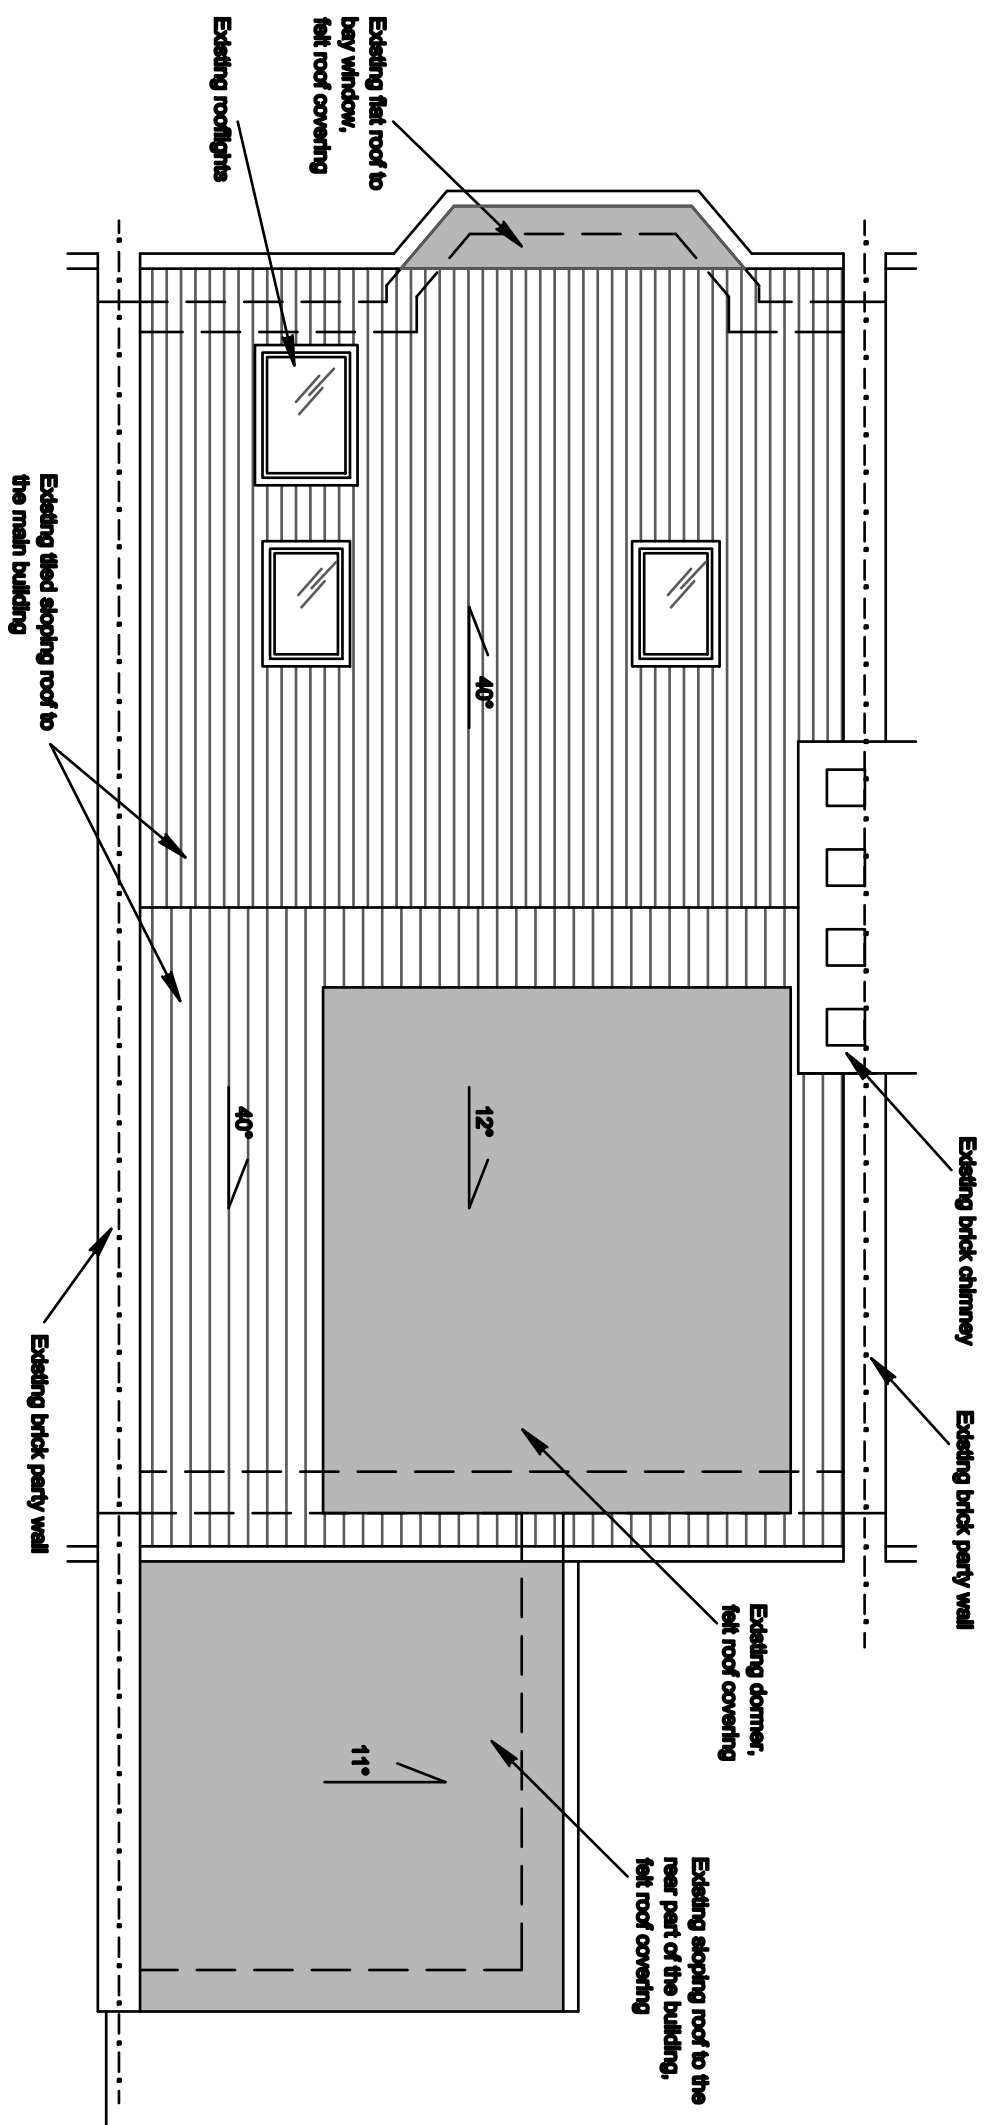 Existing flat roof to
bay window,
felt roof covering
Existing rooflights
Existing tiled sloping roof to
the main building
40°
40°
12°
11°
Existing brick chimney
Existing brick party wall
Existing brick party wall
Existing dormer,
felt roof covering
Existing sloping roof to the
rear part of the building,
felt roof covering